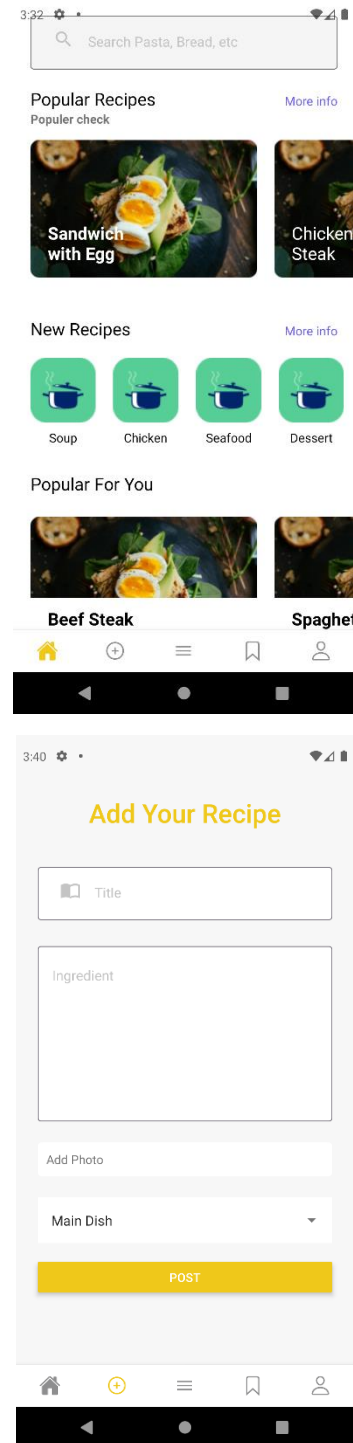 3:32
Search Pasta, Bread, etc
Popular Recipes
More info
Populer check
Sandwich
with Egg
Chicken
Steak
New Recipes
More info
Soup
Chicken
Seafood
Dessert
Popular For You
Beef Steak
Spaghet
3:40
Add Your Recipe
Title
Ingredient
Add Photo
Main Dish
POST